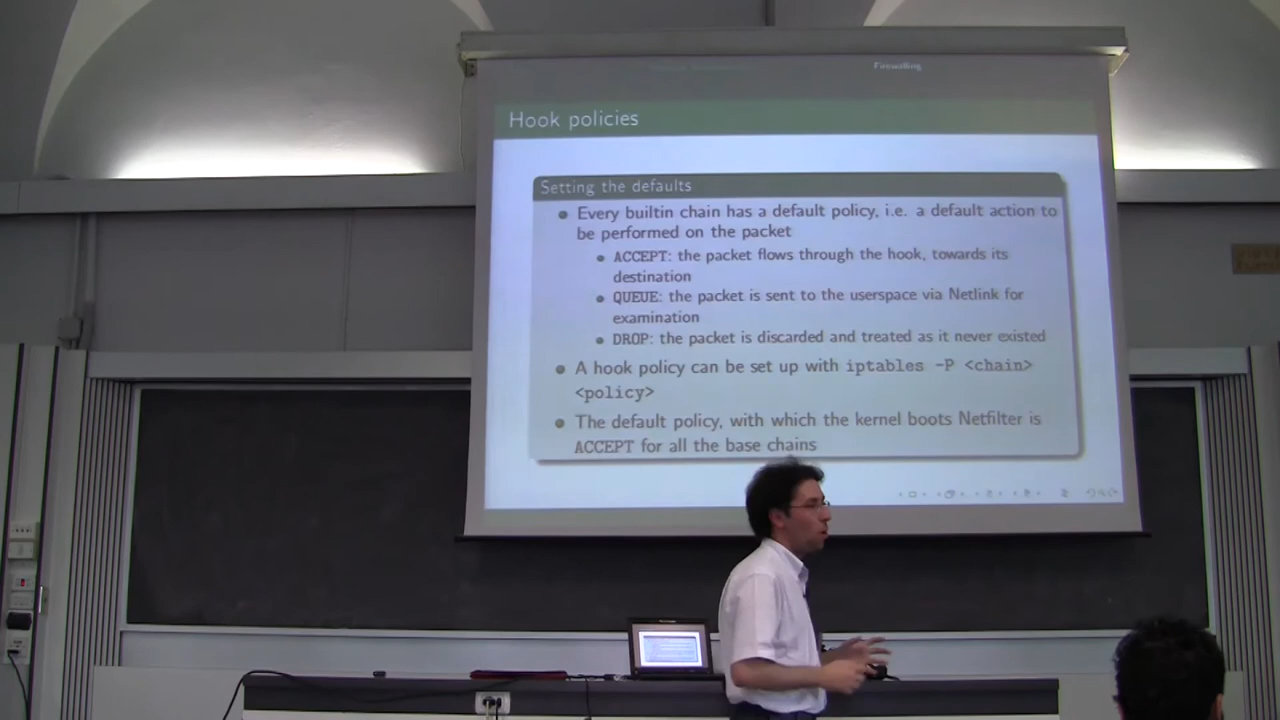 Firewalling
Hook policies
Setting the defaults
Every builtin chain has a default policy, i.e. a default action to
be performed on the packet
ACCEPT: the packet flows through the hook, towards its
destination
QUEUE: the packet is sent to the userspace via Netlink for
examination
DROP: the packet is discarded and treated as it never existed
A hook policy can be set up with iptables -P <chain>
<policy>
The default policy, with which the kernel boots Netfilter is
ACCEPT for all the base chains